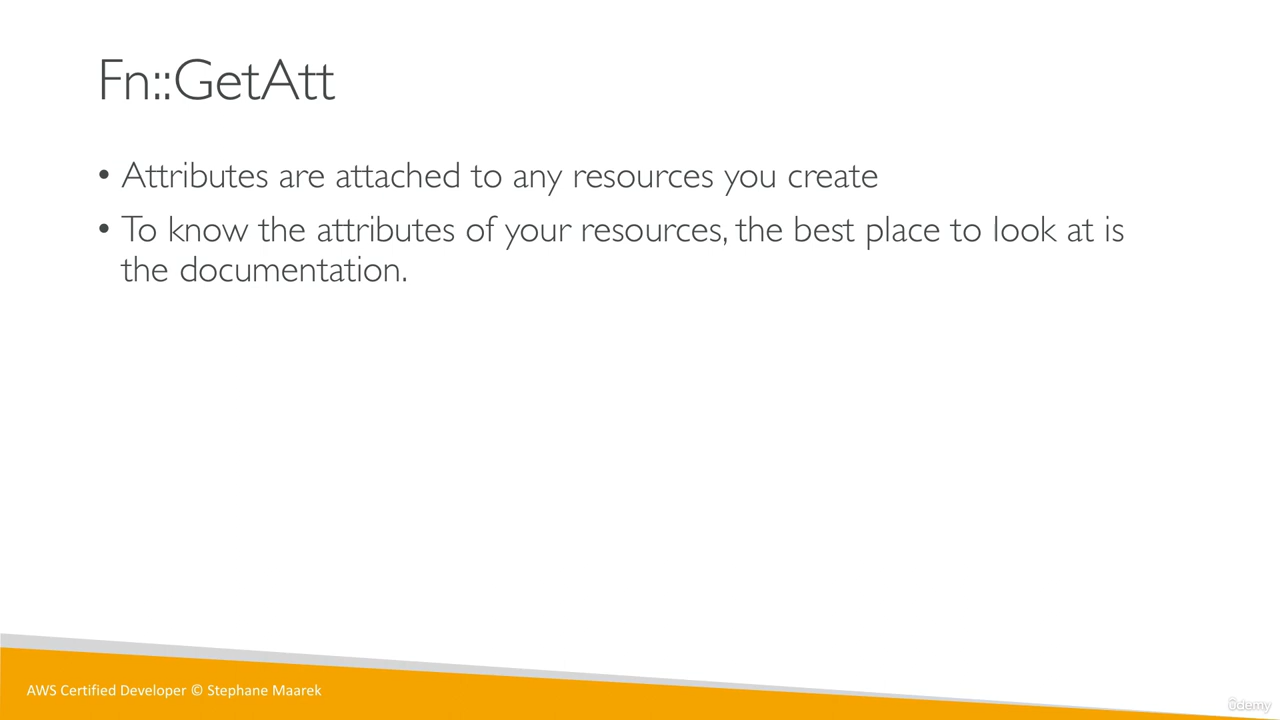 Fn::GetAtt
• Attributes are attached to any resources you create
• To know the attributes of your resources, the best place to look at is
the documentation.
AWS Certified Developer © Stephane Maarek
ûdemy